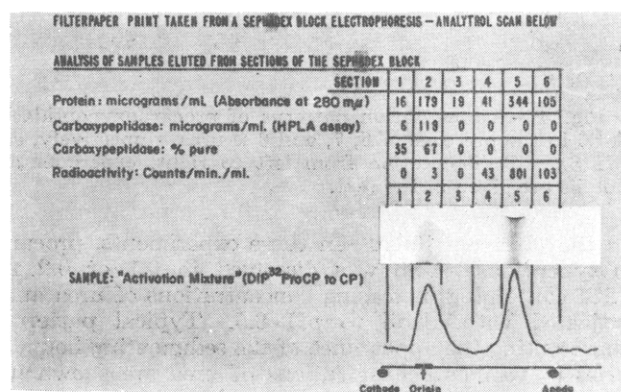 FILTERPAPER PRINT TAKEN FROM A SEPHADEX BLOCK ELECTROPHORESIS – ANALYTROL SCAN BELOW
ANALYSIS OF SAMPLES ELUTED FROM SECTIONS OF THE SEPHADEX BLOCK
SECTION 1 2 3 4 5 6
Protein: micrograms/ml. (Absorbance at 280 mμ) 16 179 19 41 344 105
Carboxypeptidase: micrograms/ml. (HPLA assay) 6 119 0 0 0 0
Carboxypeptidase: % pure 35 67 0 0 0 0
Radioactivity: Counts/min./ml. 0 3 0 43 801 103
1 2 3 4 5 6
SAMPLE: "Activation Mixture" (DIP³²ProCP to CP)
Cathode Origin Anode